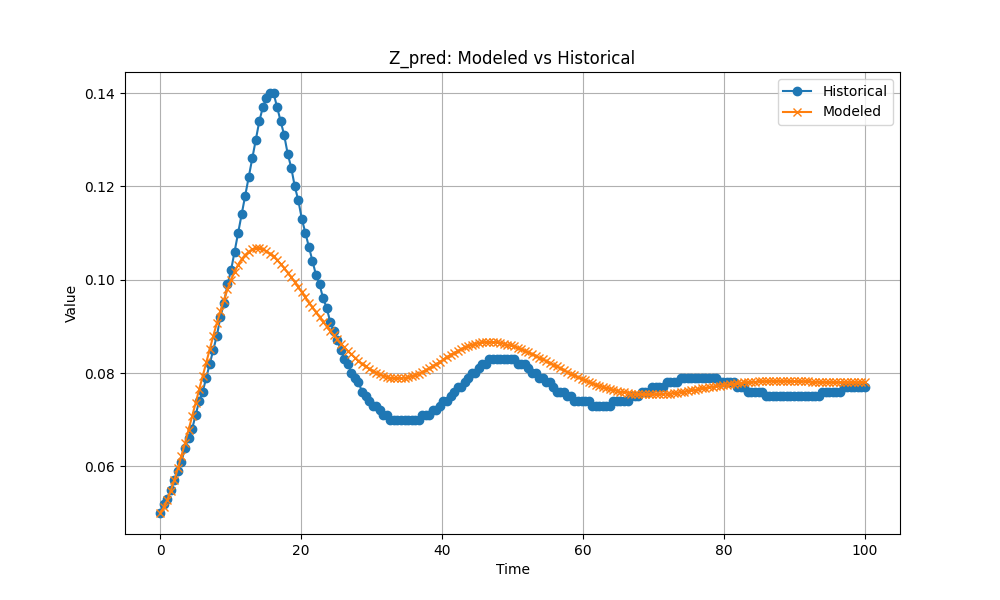 Z_pred: Modeled vs Historical
Historical
Modeled
0.14
0.12
0.10
0.08
0.06
Value
0
20
40
60
80
100
Time